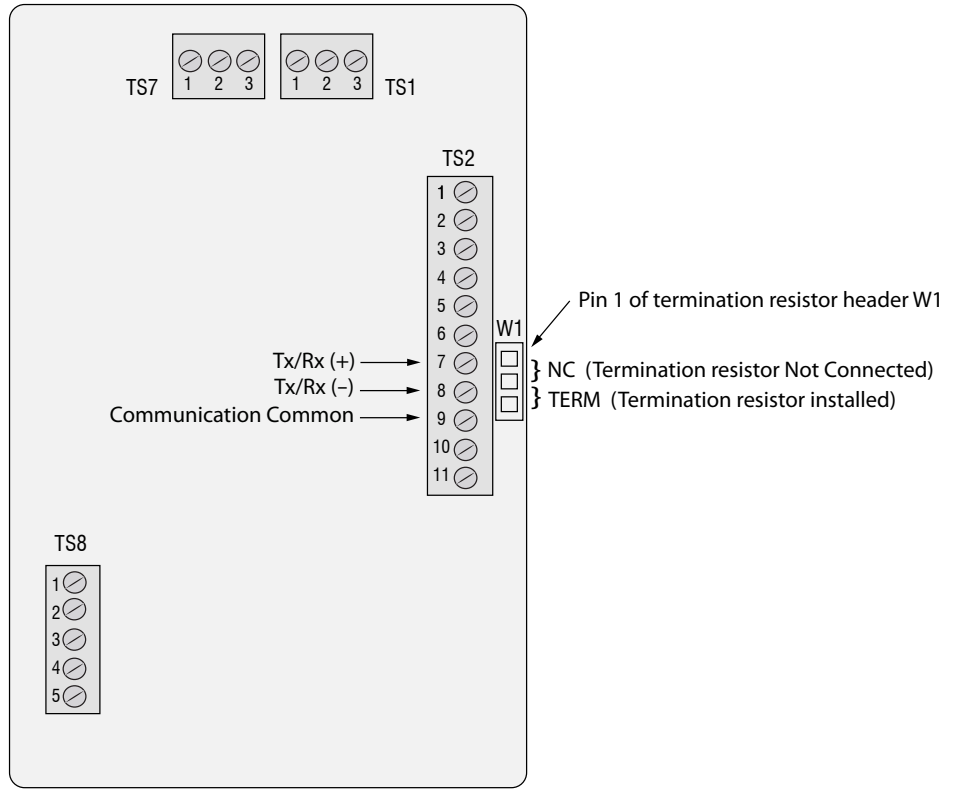 TS7
1 2 3
1 2 3
TS1
TS2
1
2
3
4
5
6
7
8
9
10
11
W1
Pin 1 of termination resistor header W1
NC (Termination resistor Not Connected)
TERM (Termination resistor installed)
Tx/Rx (+)
Tx/Rx (–)
Communication Common
TS8
1
2
3
4
5